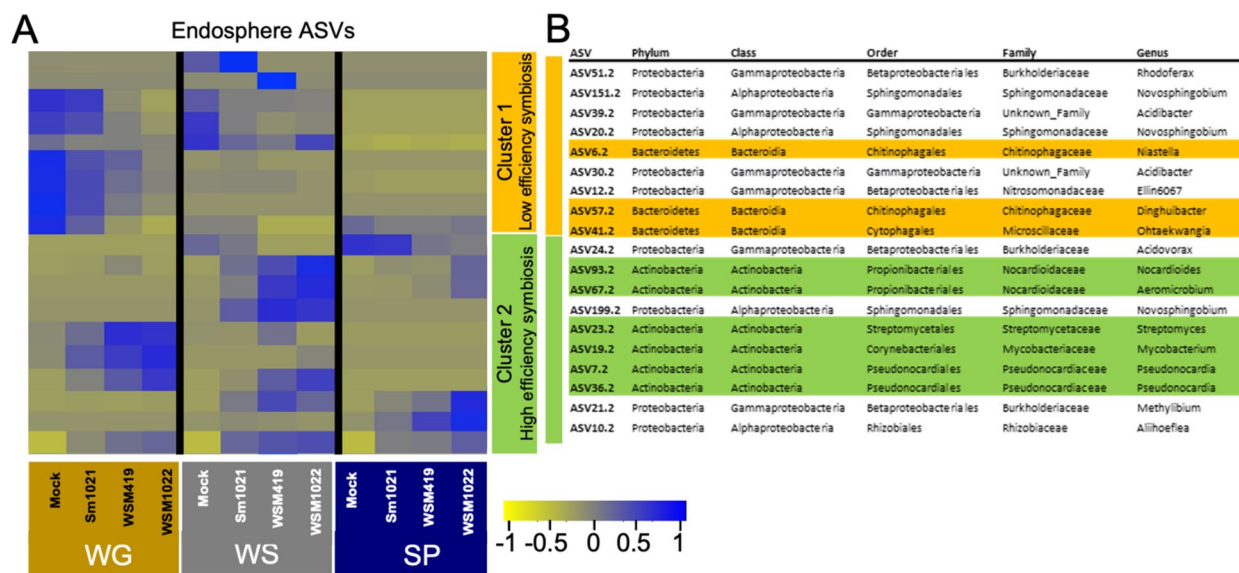 A
Endosphere ASVs
Cluster 1
Low efficiency symbiosis
Cluster 2
High efficiency symbiosis
Mock
Sm1021
WSM419
WSM1022
Mock
Sm1021
WSM419
WSM1022
Mock
Sm1021
WSM419
WSM1022
WG
WS
SP
-1 -0.5 0 0.5 1
B
ASV Phylum Class Order Family Genus
ASV51.2 Proteobacteria Gammaproteobacteria Betaproteobacteriales Burkholderiaceae Rhodoferax
ASV151.2 Proteobacteria Alphaproteobacteria Sphingomonadales Sphingomonadaceae Novosphingobium
ASV39.2 Proteobacteria Gammaproteobacteria Gammaproteobacteria Unknown_Family Acidibacter
ASV20.2 Proteobacteria Alphaproteobacteria Sphingomonadales Sphingomonadaceae Novosphingobium
ASV6.2 Bacteroidetes Bacteroidia Chitinophagales Chitinophagaceae Niastella
ASV30.2 Proteobacteria Gammaproteobacteria Gammaproteobacteria Unknown_Family Acidibacter
ASV12.2 Proteobacteria Gammaproteobacteria Betaproteobacteriales Nitrosomonadaceae Ellin6067
ASV57.2 Bacteroidetes Bacteroidia Chitinophagales Chitinophagaceae Dinghuibacter
ASV41.2 Bacteroidetes Bacteroidia Cytophagales Microscillaceae Ohtaekwangia
ASV24.2 Proteobacteria Gammaproteobacteria Betaproteobacteriales Burkholderiaceae Acidovorax
ASV93.2 Actinobacteria Actinobacteria Propionibacteriales Nocardioidaceae Nocardioides
ASV67.2 Actinobacteria Actinobacteria Propionibacteriales Nocardioidaceae Aeromicrobium
ASV199.2 Proteobacteria Alphaproteobacteria Sphingomonadales Sphingomonadaceae Novosphingobium
ASV23.2 Actinobacteria Actinobacteria Streptomycetales Streptomycetaceae Streptomyces
ASV19.2 Actinobacteria Actinobacteria Corynebacteriales Mycobacteriaceae Mycobacterium
ASV7.2 Actinobacteria Actinobacteria Pseudonocardiales Pseudonocardiaceae Pseudonocardia
ASV36.2 Actinobacteria Actinobacteria Pseudonocardiales Pseudonocardiaceae Pseudonocardia
ASV21.2 Proteobacteria Gammaproteobacteria Betaproteobacteriales Burkholderiaceae Methylibium
ASV10.2 Proteobacteria Alphaproteobacteria Rhizobiales Rhizobiaceae Aliihoeflea